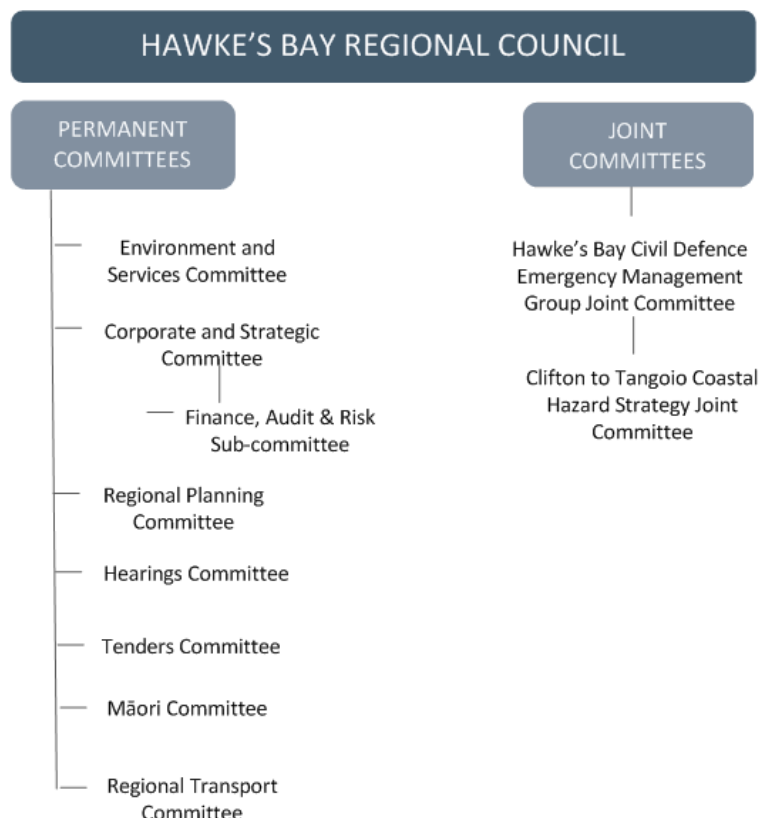 HAWKE'S BAY REGIONAL COUNCIL
PERMANENT
COMMITTEES
Environment and
Services Committee
Corporate and Strategic
Committee
Finance, Audit & Risk
Sub-committee
Regional Planning
Committee
Hearings Committee
Tenders Committee
Māori Committee
Regional Transport
Committee
JOINT
COMMITTEES
Hawke's Bay Civil Defence
Emergency Management
Group Joint Committee
Clifton to Tangoio Coastal
Hazard Strategy Joint
Committee